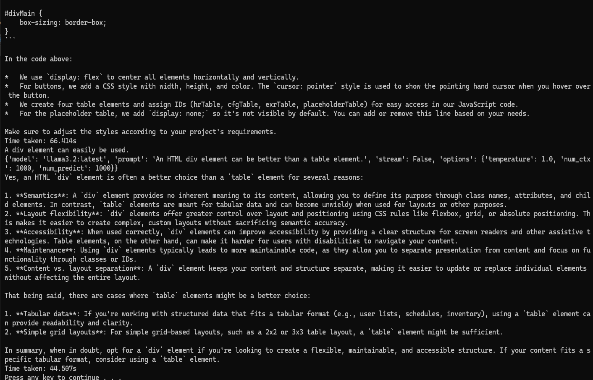 #divMain {
    box-sizing: border-box;
}
```

In the code above:

*   We use `display: flex` to center all elements horizontally and vertically.
*   For buttons, we add a CSS style with width, height, and color. The `cursor: pointer` style is used to show the pointing hand cursor when you hover over
 the button.
*   We create four table elements and assign IDs (hrTable, cfgTable, exrTable, placeholderTable) for easy access in our JavaScript code.
*   For the placeholder table, we add `display: none;` so it's not visible by default. You can add or remove this line based on your needs.

Make sure to adjust the styles according to your project's requirements.
Time taken: 66.414s
A div element can easily be used.
{'model': 'llama3.2:latest', 'prompt': 'An HTML div element can be better than a table element.', 'stream': False, 'options': {'temperature': 1.0, 'num_ctx
': 1000, 'num_predict': 1000}}
Yes, an HTML `div` element is often a better choice than a `table` element for several reasons:

1. **Semantics**: A `div` element provides no inherent meaning to its content, allowing you to define its purpose through class names, attributes, and chil
d elements. In contrast, `table` elements are meant for tabular data and can become unwieldy when used for layouts or other purposes.
2. **Layout flexibility**: `div` elements offer greater control over layout and positioning using CSS rules like flexbox, grid, or absolute positioning. Th
is makes it easier to create complex, custom layouts without sacrificing semantic accuracy.
3. **Accessibility**: When used correctly, `div` elements can improve accessibility by providing a clear structure for screen readers and other assistive t
echnologies. Table elements, on the other hand, can make it harder for users with disabilities to navigate your content.
4. **Maintenance**: Using `div` elements typically leads to more maintainable code, as they allow you to separate presentation from content and focus on fu
nctionality through classes or IDs.
5. **Content vs. layout separation**: A `div` element keeps your content and structure separate, making it easier to update or replace individual elements
without affecting the entire layout.

That being said, there are cases where `table` elements might be a better choice:

1. **Tabular data**: If you're working with structured data that fits a tabular format (e.g., user lists, schedules, inventory), using a `table` element ca
n provide readability and clarity.
2. **Simple grid layouts**: For simple grid-based layouts, such as a 2x2 or 3x3 table layout, a `table` element might be sufficient.

In summary, when in doubt, opt for a `div` element if you're looking to create a flexible, maintainable, and accessible structure. If your content fits a s
pecific tabular format, consider using a `table` element.
Time taken: 44.507s
Press any key to continue . . .